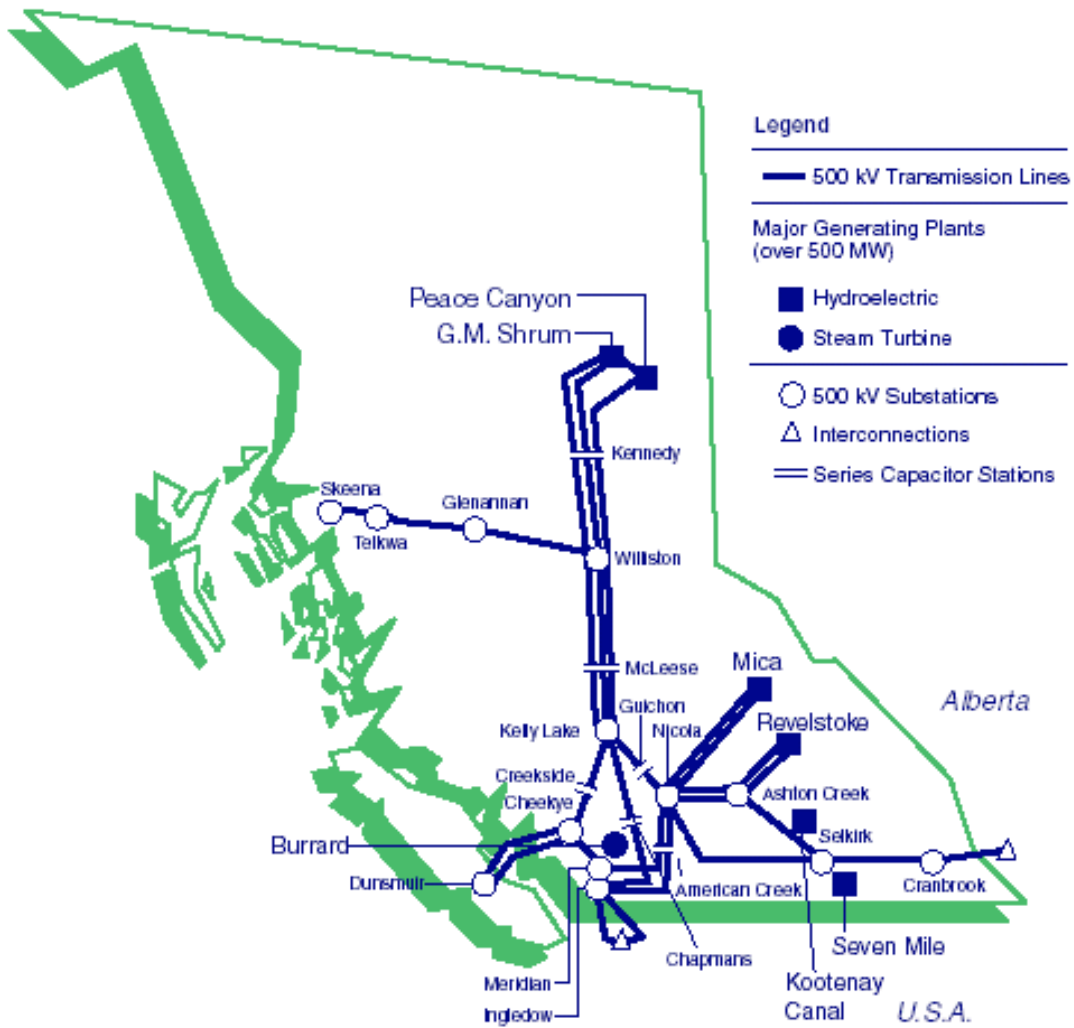 Legend
500 kV Transmission Lines
Major Generating Plants
(over 500 MW)
Hydroelectric
Steam Turbine
500 kV Substations
Interconnections
Series Capacitor Stations
Peace Canyon
G.M. Shrum
Kennedy
Skeena
Glenannan
Telkwa
Williston
McLeese
Mica
Guichon
Alberta
Kelly Lake
Nicola
Revelstoke
Creekside
Cheekye
Ashton Creek
Burrard
Selkirk
Dunsmuir
American Creek
Cranbrook
Chapmans
Seven Mile
Meridian
Kootenay
Canal
Ingledow
U.S.A.